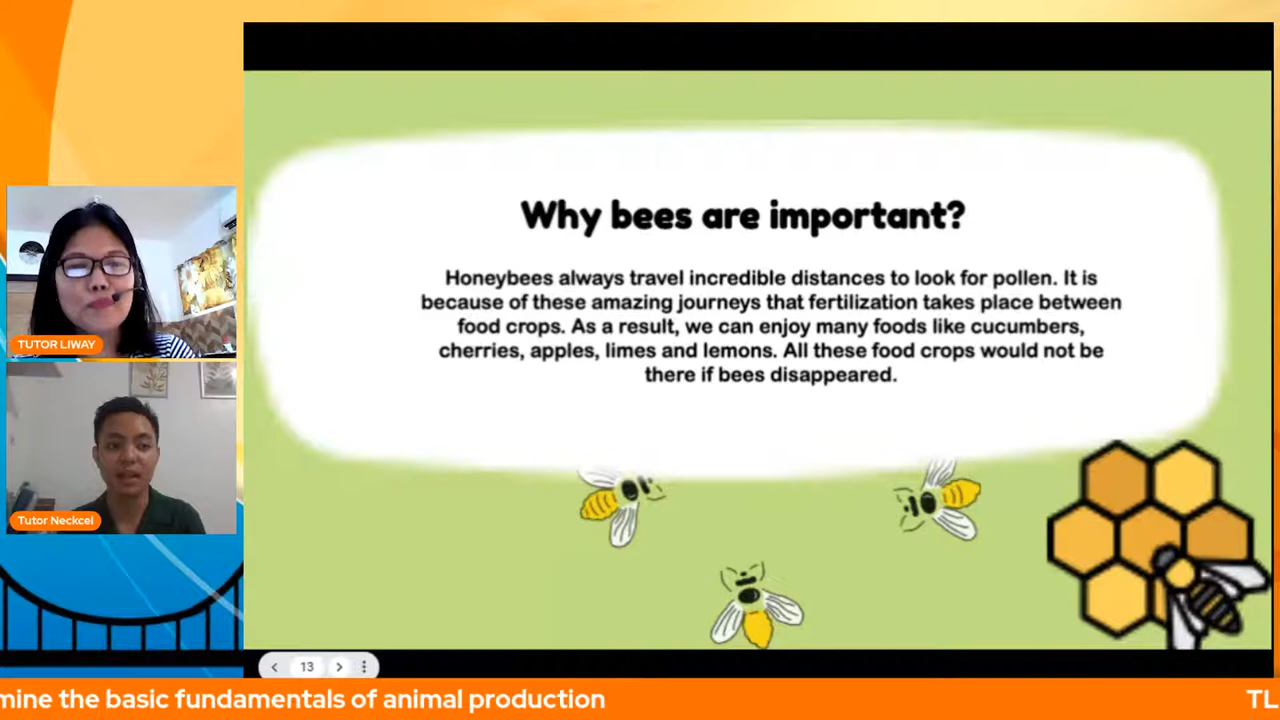 Why bees are important?
Honeybees always travel incredible distances to look for pollen. It is
because of these amazing journeys that fertilization takes place between
food crops. As a result, we can enjoy many foods like cucumbers,
cherries, apples, limes and lemons. All these food crops would not be
there if bees disappeared.
TUTOR LIWAY
Tutor Neckcel
13
mine the basic fundamentals of animal production
TL